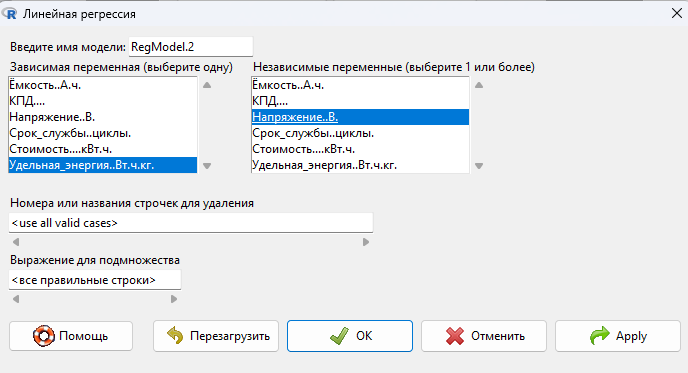 Линейная регрессия
Введите имя модели: RegModel.2
Зависимая переменная (выберите одну) Независимые переменные (выберите 1 или более)
Ёмкость..А.ч. Ёмкость..А.ч.
КПД.... КПД....
Напряжение..В. Напряжение..В.
Срок_службы..циклы. Срок_службы..циклы.
Стоимость....кВт.ч. Стоимость....кВт.ч.
Удельная_энергия..Вт.ч.кг. Удельная_энергия..Вт.ч.кг.
Номера или названия строчек для удаления
<use all valid cases>
Выражение для подмножества
<все правильные строки>
Помощь Перезагрузить OK Отменить Apply